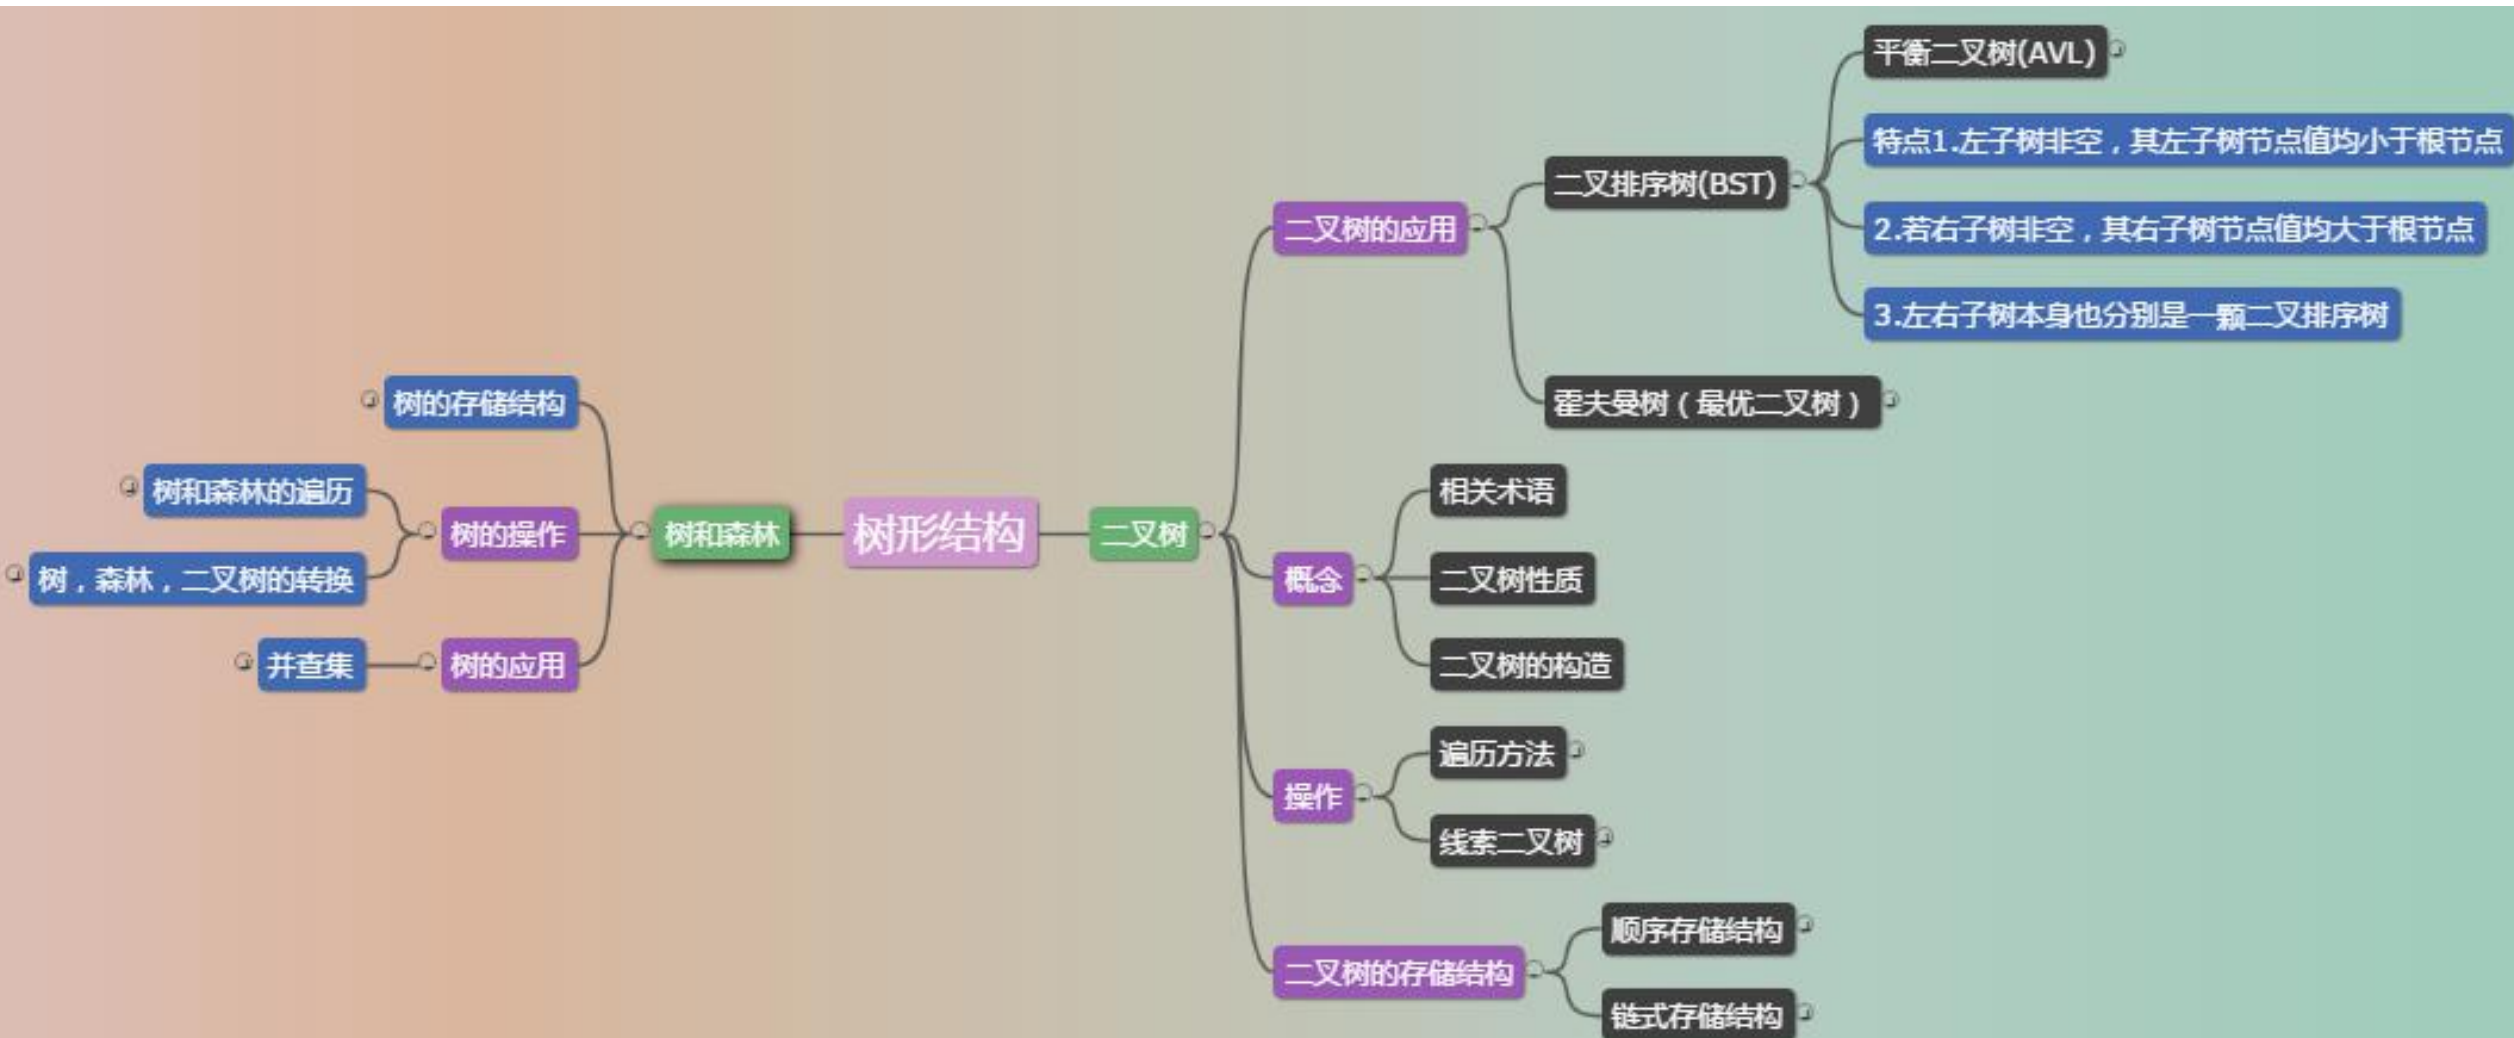 树形结构
树和森林
树的存储结构
树的操作
树和森林的遍历
树，森林，二叉树的转换
树的应用
并查集
二叉树
二叉树的应用
二叉排序树(BST)
平衡二叉树(AVL)
特点1.左子树非空，其左子树节点值均小于根节点
2.若右子树非空，其右子树节点值均大于根节点
3.左右子树本身也分别是一颗二叉排序树
霍夫曼树（最优二叉树）
概念
相关术语
二叉树性质
二叉树的构造
操作
遍历方法
线索二叉树
二叉树的存储结构
顺序存储结构
链式存储结构